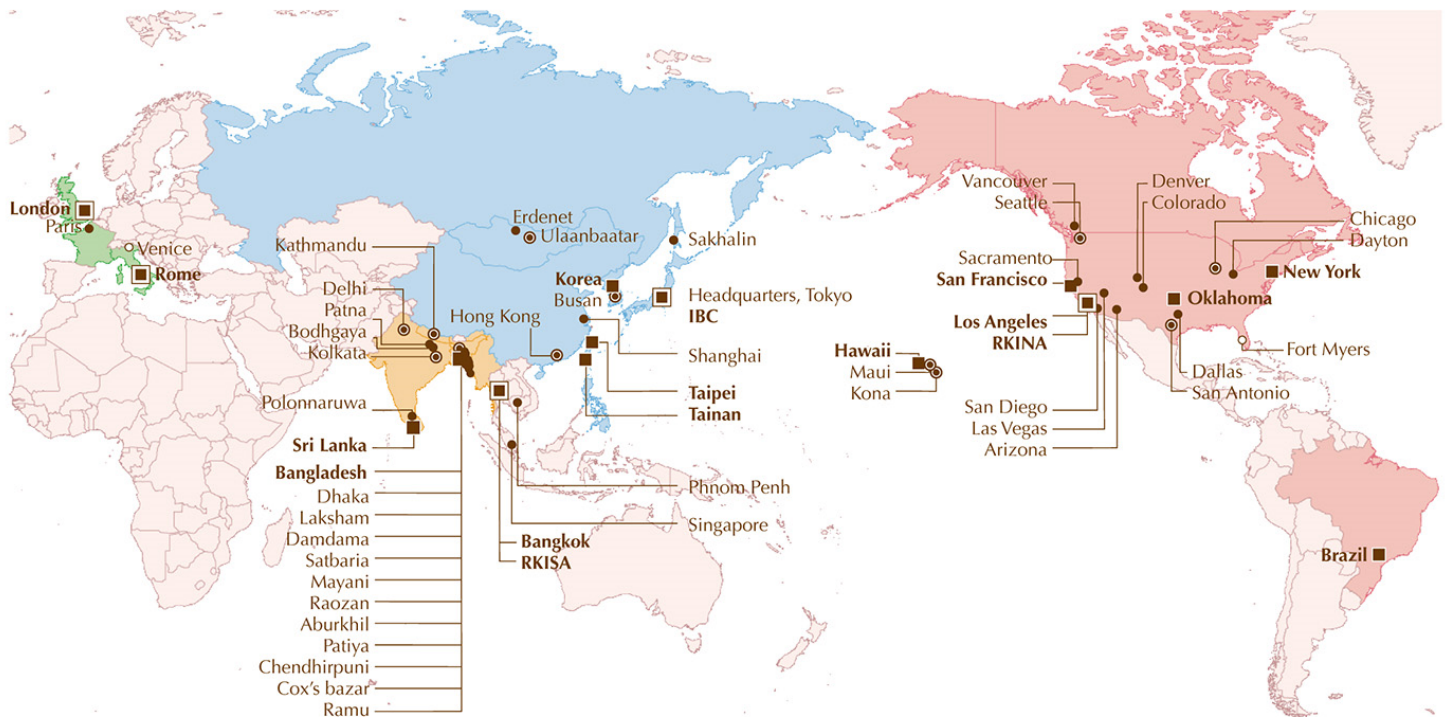 London
Paris
Venice
Rome
Kathmandu
Delhi
Patna
Bodhgaya
Kolkata
Polonnaruwa
Sri Lanka
Bangladesh
Dhaka
Laksham
Damdama
Satbaria
Mayani
Raozan
Aburkhil
Patiya
Chendhirpuni
Cox's bazar
Ramu
Erdenet
Ulaanbaatar
Sakhalin
Korea
Busan
Headquarters, Tokyo
IBC
Hong Kong
Shanghai
Taipei
Tainan
Phnom Penh
Singapore
Bangkok
RKISA
Vancouver
Seattle
Denver
Colorado
Chicago
Dayton
Sacramento
San Francisco
New York
Oklahoma
Los Angeles
RKINA
Hawaii
Maui
Kona
Fort Myers
Dallas
San Antonio
San Diego
Las Vegas
Arizona
Brazil